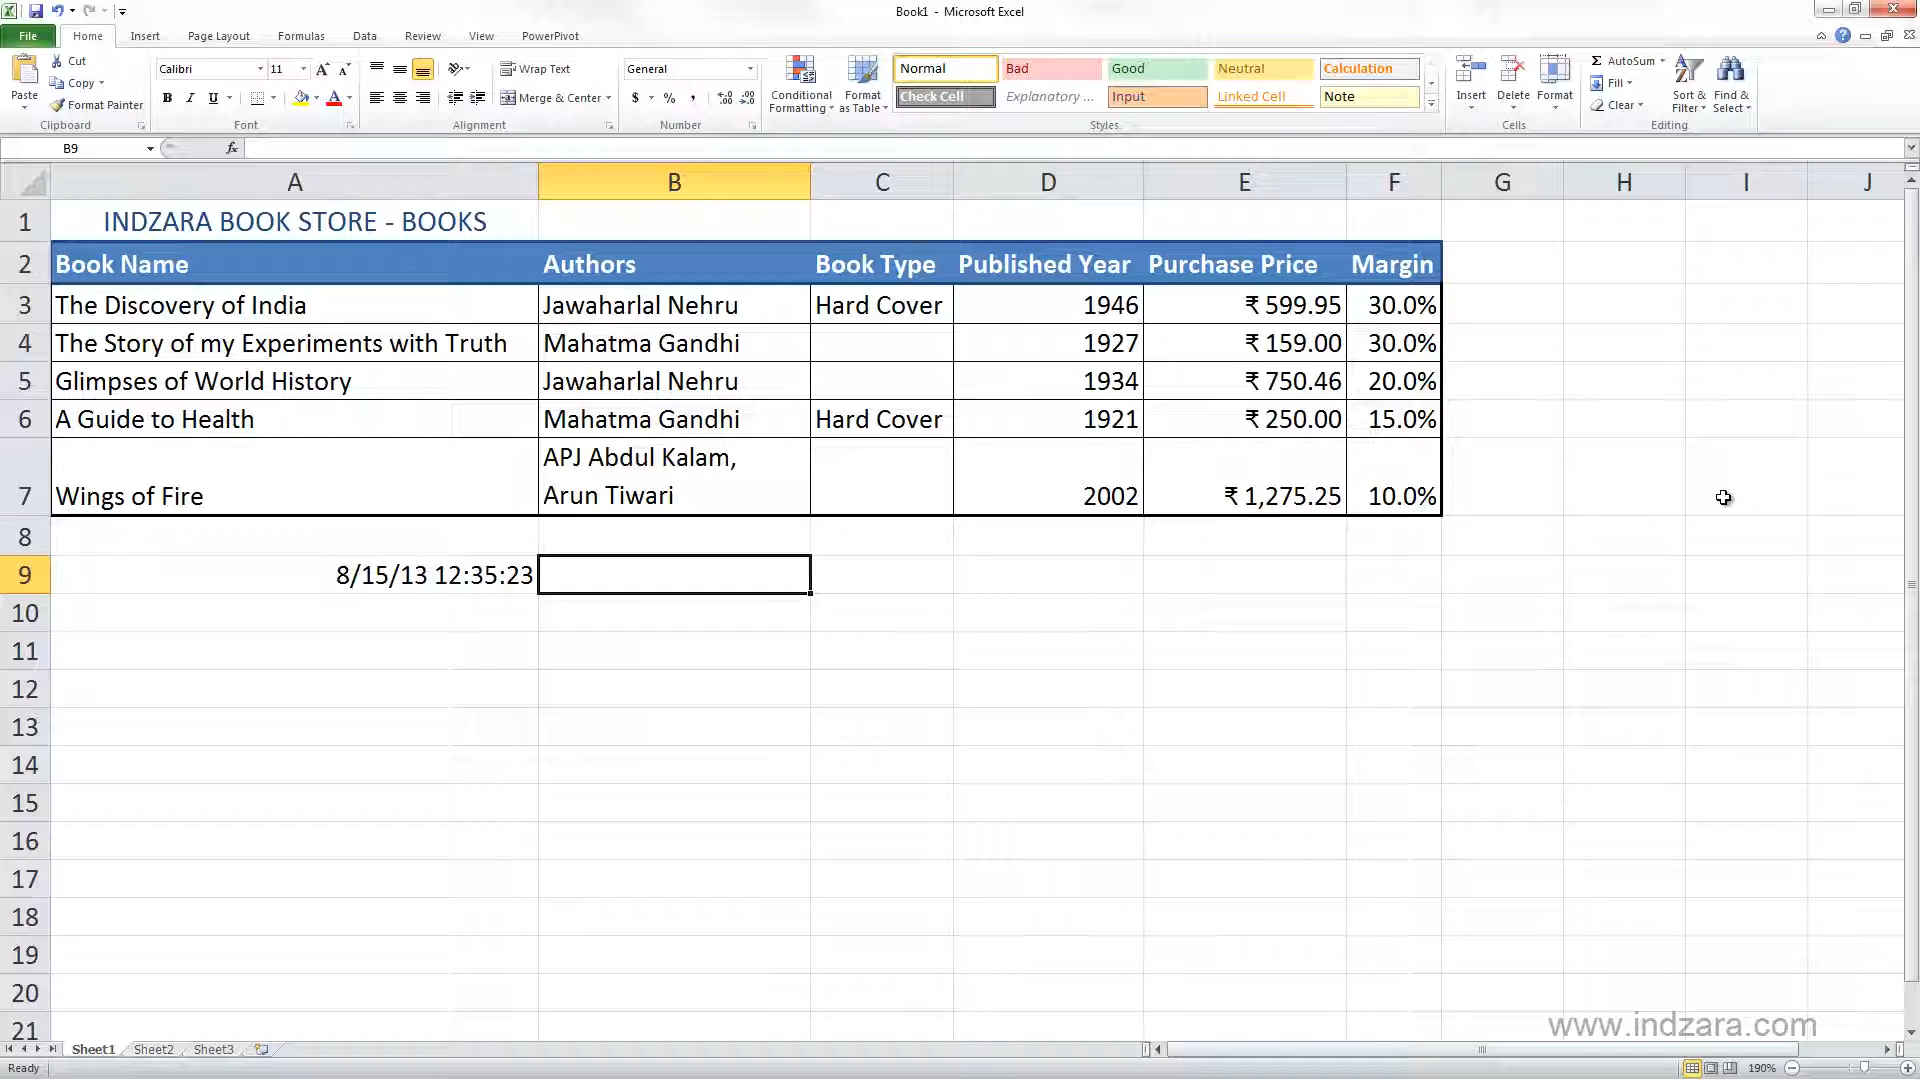 Book1 - Microsoft Excel
File Home Insert Page Layout Formulas Data Review View PowerPivot
Paste
Cut
Copy
Format Painter
Clipboard
Calibri 11
B I U
Font
Wrap Text
Merge & Center
Alignment
General
$ % ,
Number
Conditional Formatting
Format as Table
Normal Bad Good Neutral Calculation
Check Cell Explanatory ... Input Linked Cell Note
Styles
Insert Delete Format
Cells
Σ AutoSum
Fill
Clear
Sort & Filter
Find & Select
Editing
B9 fx
A B C D E F G H I J
1 INDZARA BOOK STORE - BOOKS
2 Book Name Authors Book Type Published Year Purchase Price Margin
3 The Discovery of India Jawaharlal Nehru Hard Cover 1946 ₹ 599.95 30.0%
4 The Story of my Experiments with Truth Mahatma Gandhi 1927 ₹ 159.00 30.0%
5 Glimpses of World History Jawaharlal Nehru 1934 ₹ 750.46 20.0%
6 A Guide to Health Mahatma Gandhi Hard Cover 1921 ₹ 250.00 15.0%
APJ Abdul Kalam,
7 Wings of Fire Arun Tiwari 2002 ₹ 1,275.25 10.0%
8
9 8/15/13 12:35:23
10
11
12
13
14
15
16
17
18
19
20
21
www.indzara.com
Sheet1 Sheet2 Sheet3
Ready 190%